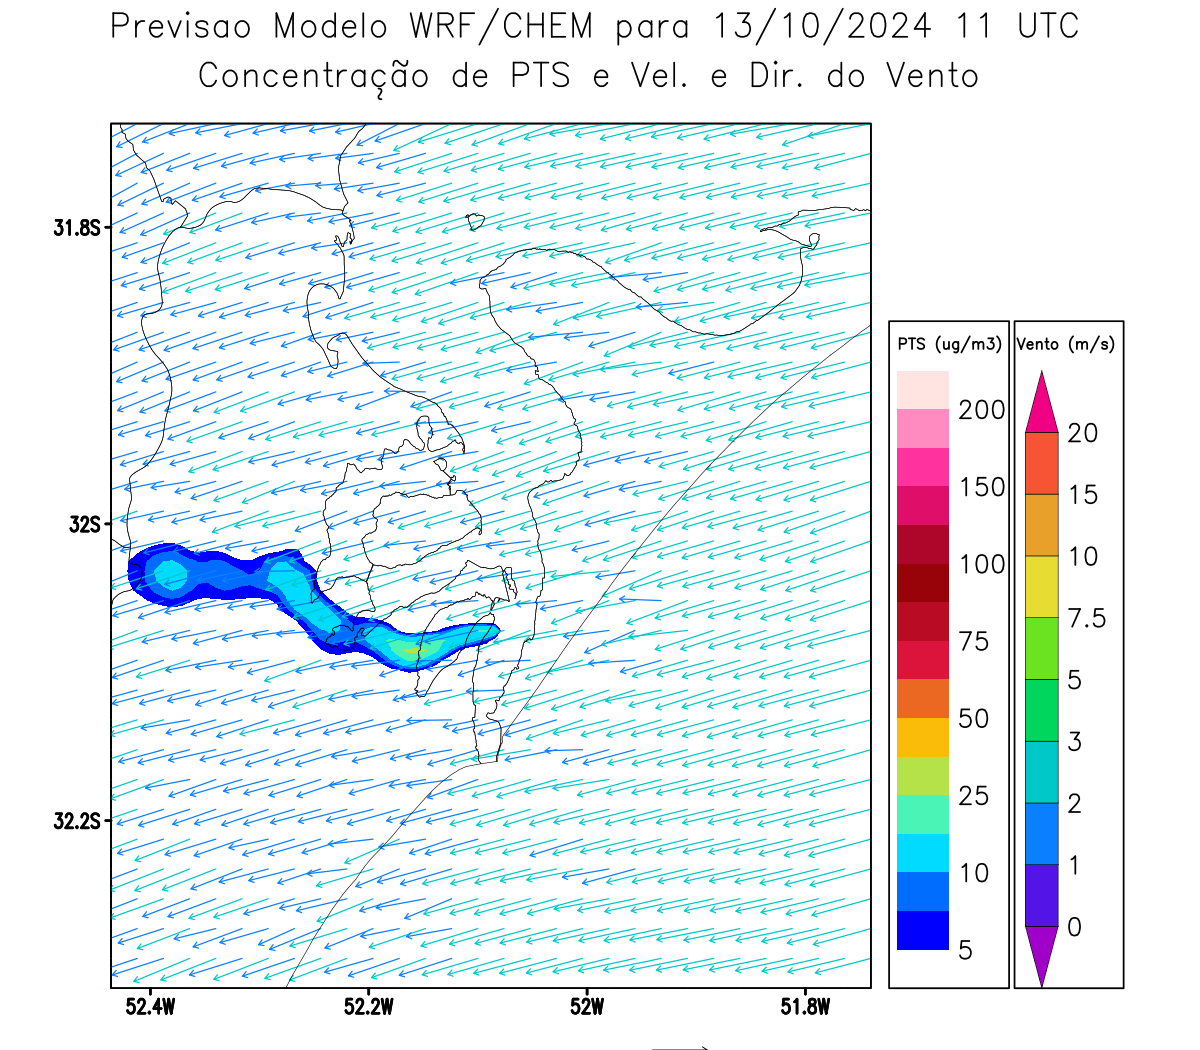 Previsao Modelo WRF/CHEM para 13/10/2024 11 UTC
Concentração de PTS e Vel. e Dir. do Vento
31.8S
32S
32.2S
52.4W
52.2W
52W
51.8W
PTS (ug/m3)
200
150
100
75
50
25
10
5
Vento (m/s)
20
15
10
7.5
5
3
2
1
0